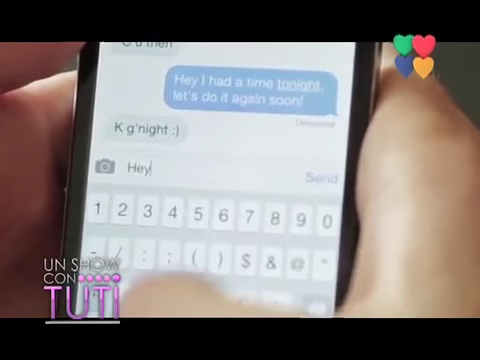 C u then
Hey I had a time tonight,
let's do it again soon!
Delivered
K g'night :)
Hey
Send
1 2 3 4 5 6 7 8 9 0
- / : ; ( ) $ & @ "
UN SHOW
CON
TUTi